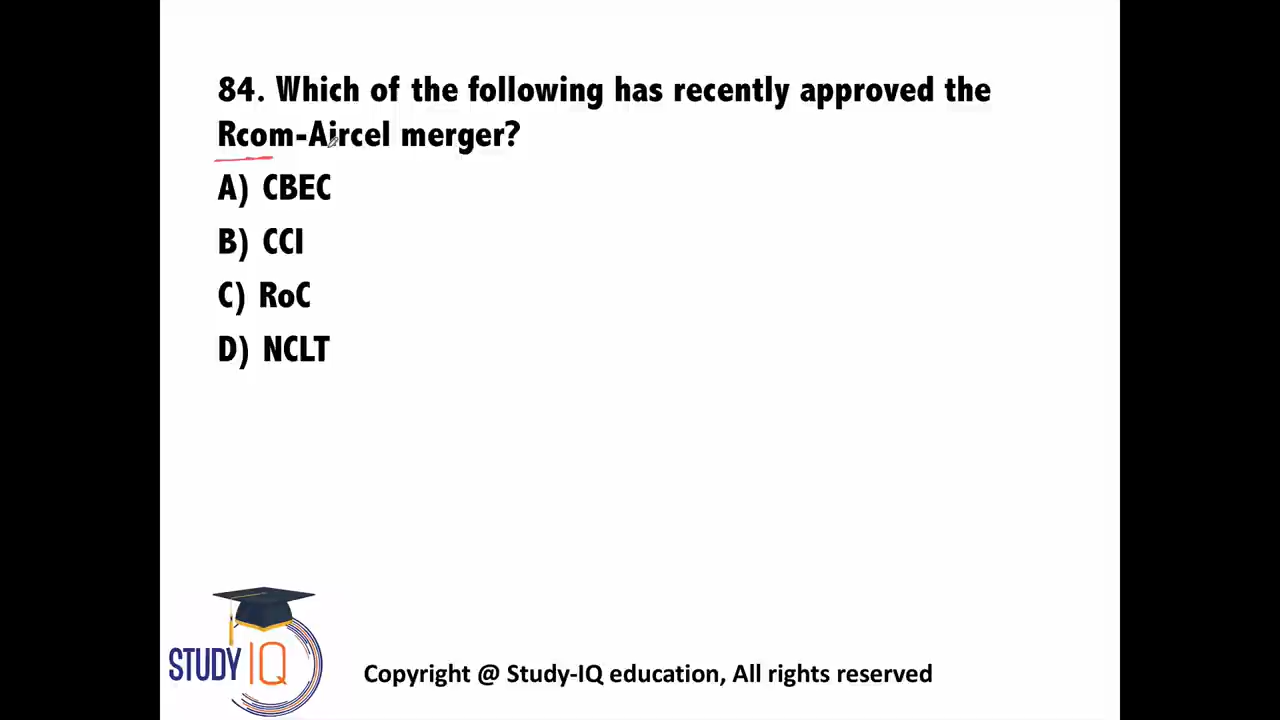 84. Which of the following has recently approved the
Rcom-Aircel merger?
A) CBEC
B) CCI
C) RoC
D) NCLT
STUDY IQ
Copyright @ Study-IQ education, All rights reserved